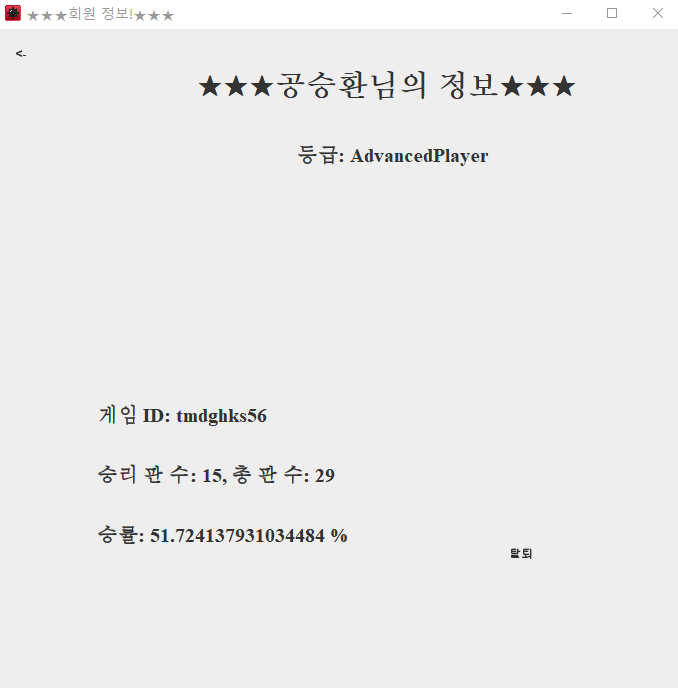 ★★★회원 정보!★★★
<-
★★★공승환님의 정보★★★
등급: AdvancedPlayer
게임 ID: tmdghks56
승리 판 수: 15, 총 판 수: 29
승률: 51.724137931034484 %
탈퇴